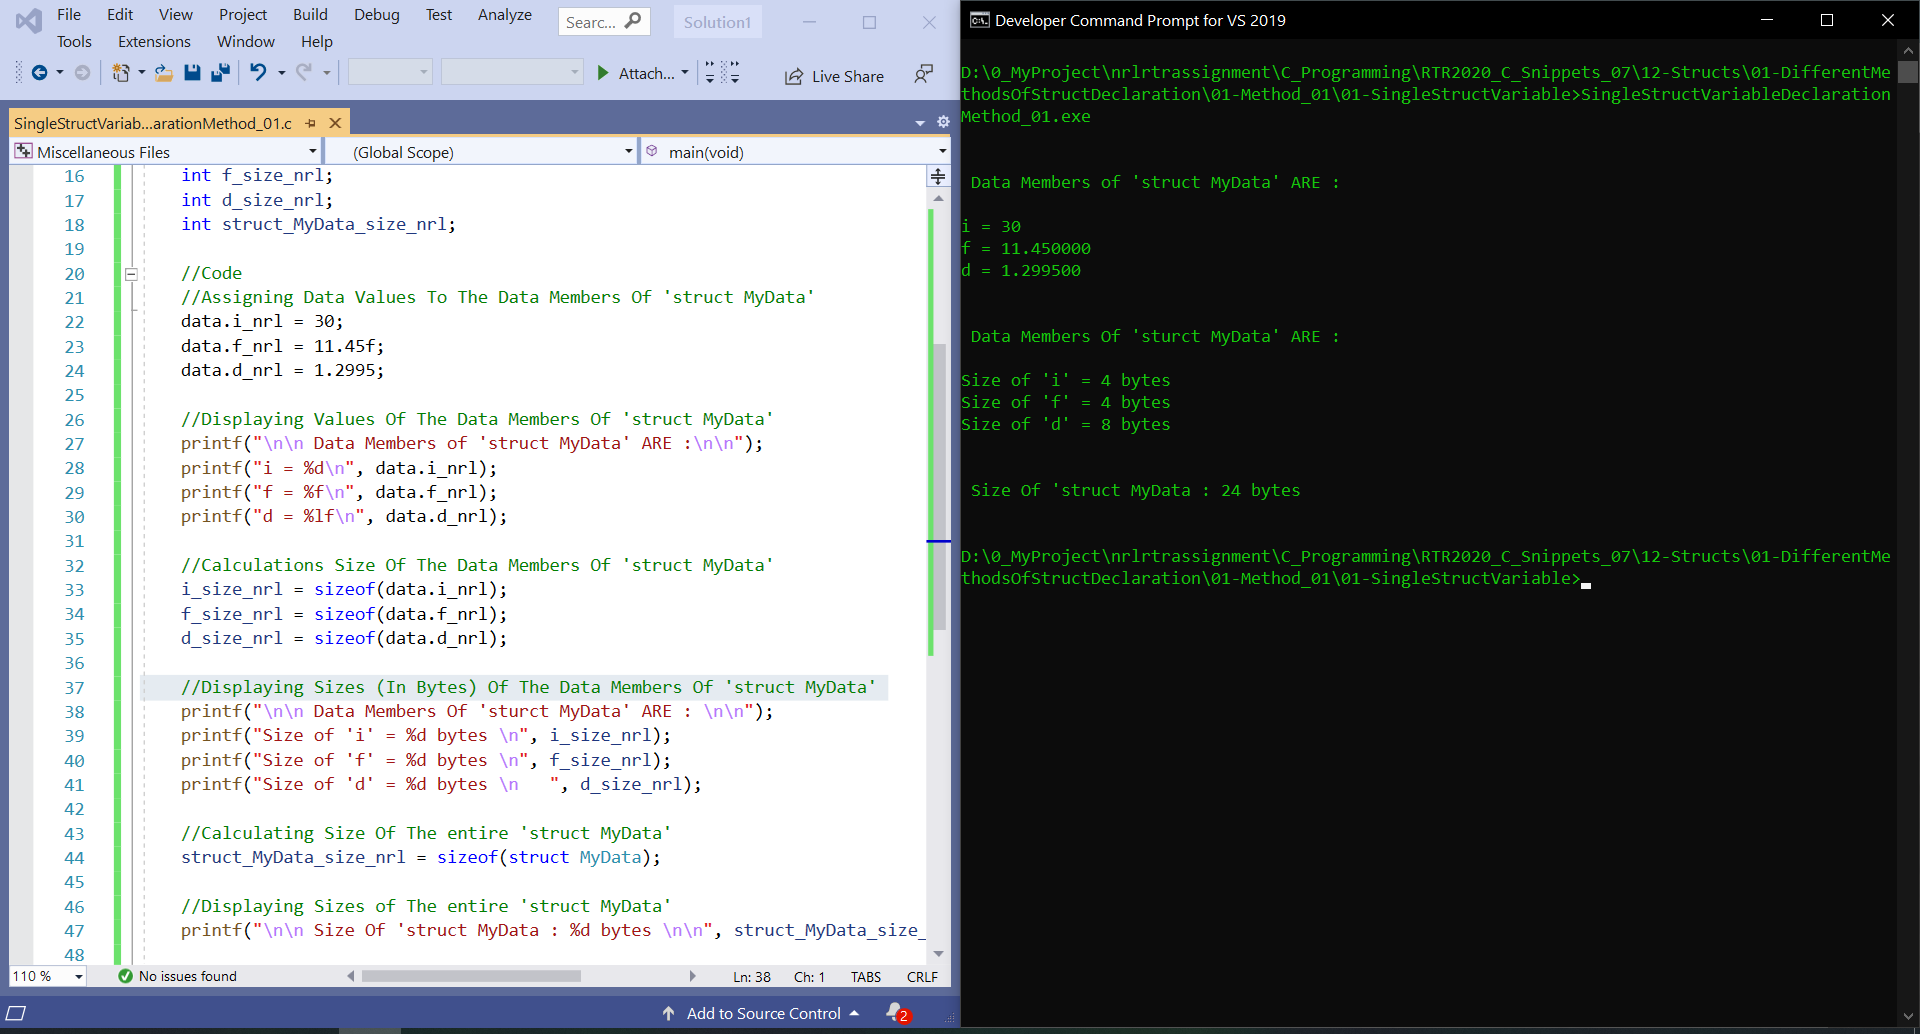 File Edit View Project Build Debug Test Analyze Searc... Solution1
Tools Extensions Window Help
Attach... Live Share
SingleStructVariab...arationMethod_01.c
Miscellaneous Files (Global Scope) main(void)
16 int f_size_nrl;
17 int d_size_nrl;
18 int struct_MyData_size_nrl;
19
20 //Code
21 //Assigning Data Values To The Data Members Of 'struct MyData'
22 data.i_nrl = 30;
23 data.f_nrl = 11.45f;
24 data.d_nrl = 1.2995;
25
26 //Displaying Values Of The Data Members Of 'struct MyData'
27 printf("\n\n Data Members of 'struct MyData' ARE :\n\n");
28 printf("i = %d\n", data.i_nrl);
29 printf("f = %f\n", data.f_nrl);
30 printf("d = %lf\n", data.d_nrl);
31
32 //Calculations Size Of The Data Members Of 'struct MyData'
33 i_size_nrl = sizeof(data.i_nrl);
34 f_size_nrl = sizeof(data.f_nrl);
35 d_size_nrl = sizeof(data.d_nrl);
36
37 //Displaying Sizes (In Bytes) Of The Data Members Of 'struct MyData'
38 printf("\n\n Data Members Of 'sturct MyData' ARE : \n\n");
39 printf("Size of 'i' = %d bytes \n", i_size_nrl);
40 printf("Size of 'f' = %d bytes \n", f_size_nrl);
41 printf("Size of 'd' = %d bytes \n   ", d_size_nrl);
42
43 //Calculating Size Of The entire 'struct MyData'
44 struct_MyData_size_nrl = sizeof(struct MyData);
45
46 //Displaying Sizes of The entire 'struct MyData'
47 printf("\n\n Size Of 'struct MyData : %d bytes \n\n", struct_MyData_size_
48
110 % No issues found Ln: 38 Ch: 1 TABS CRLF
Add to Source Control 2
C:\. Developer Command Prompt for VS 2019
D:\0_MyProject\nrlrtrassignment\C_Programming\RTR2020_C_Snippets_07\12-Structs\01-DifferentMe
thodsOfStructDeclaration\01-Method_01\01-SingleStructVariable>SingleStructVariableDeclaration
Method_01.exe
Data Members of 'struct MyData' ARE :
i = 30
f = 11.450000
d = 1.299500
Data Members Of 'sturct MyData' ARE :
Size of 'i' = 4 bytes
Size of 'f' = 4 bytes
Size of 'd' = 8 bytes
Size Of 'struct MyData : 24 bytes
D:\0_MyProject\nrlrtrassignment\C_Programming\RTR2020_C_Snippets_07\12-Structs\01-DifferentMe
thodsOfStructDeclaration\01-Method_01\01-SingleStructVariable>